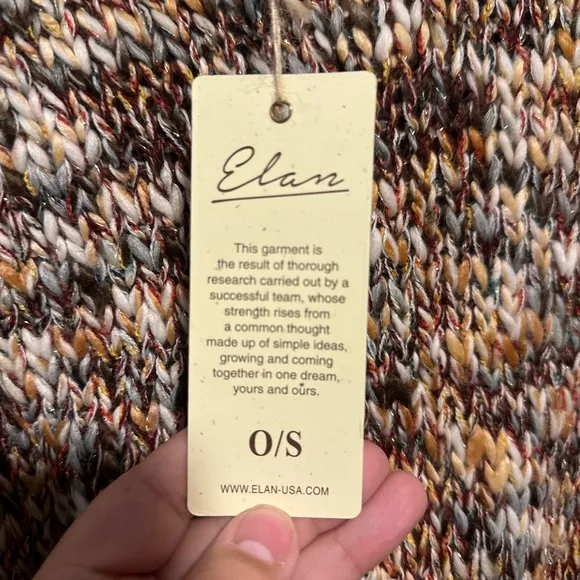 Elan
This garment is
the result of thorough
research carried out by a
successful team, whose
strength rises from
a common thought
made up of simple ideas,
growing and coming
together in one dream,
yours and ours.
O/S
WWW.ELAN-USA.COM